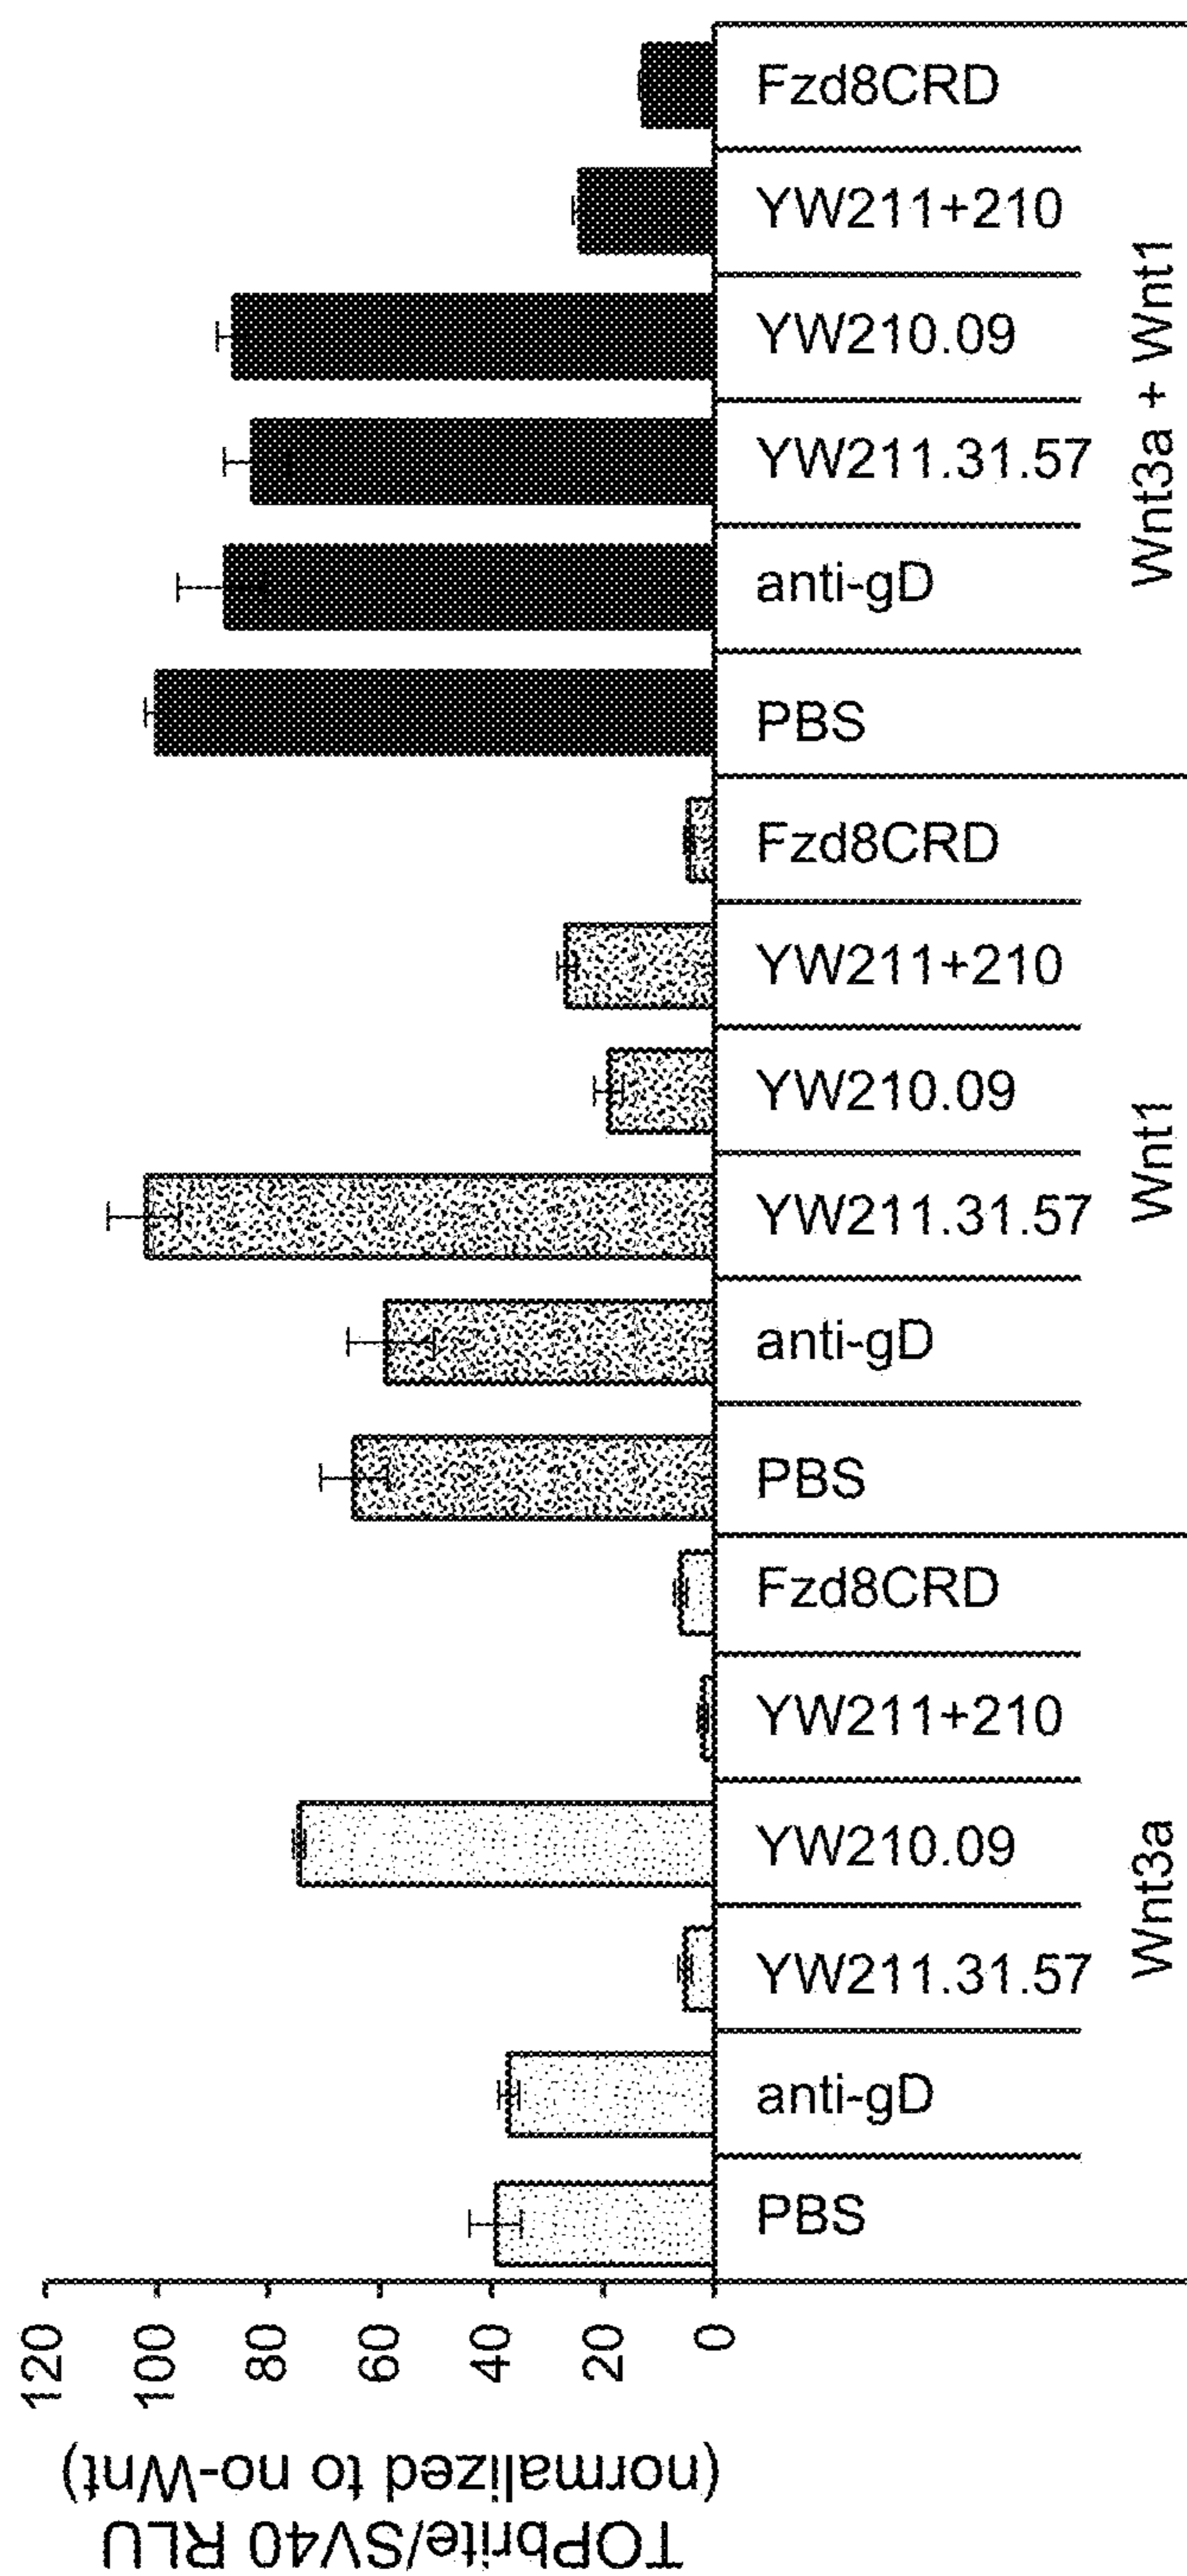 TOPbrite/SV40 RLU
(normalized to no-Wnt)
120
100
80
60
40
20
0
PBS
anti-gD
YW211.31.57
YW210.09
YW211+210
Fzd8CRD
PBS
anti-gD
YW211.31.57
YW210.09
YW211+210
Fzd8CRD
PBS
anti-gD
YW211.31.57
YW210.09
YW211+210
Fzd8CRD
Wnt3a
Wnt1
Wnt3a + Wnt1